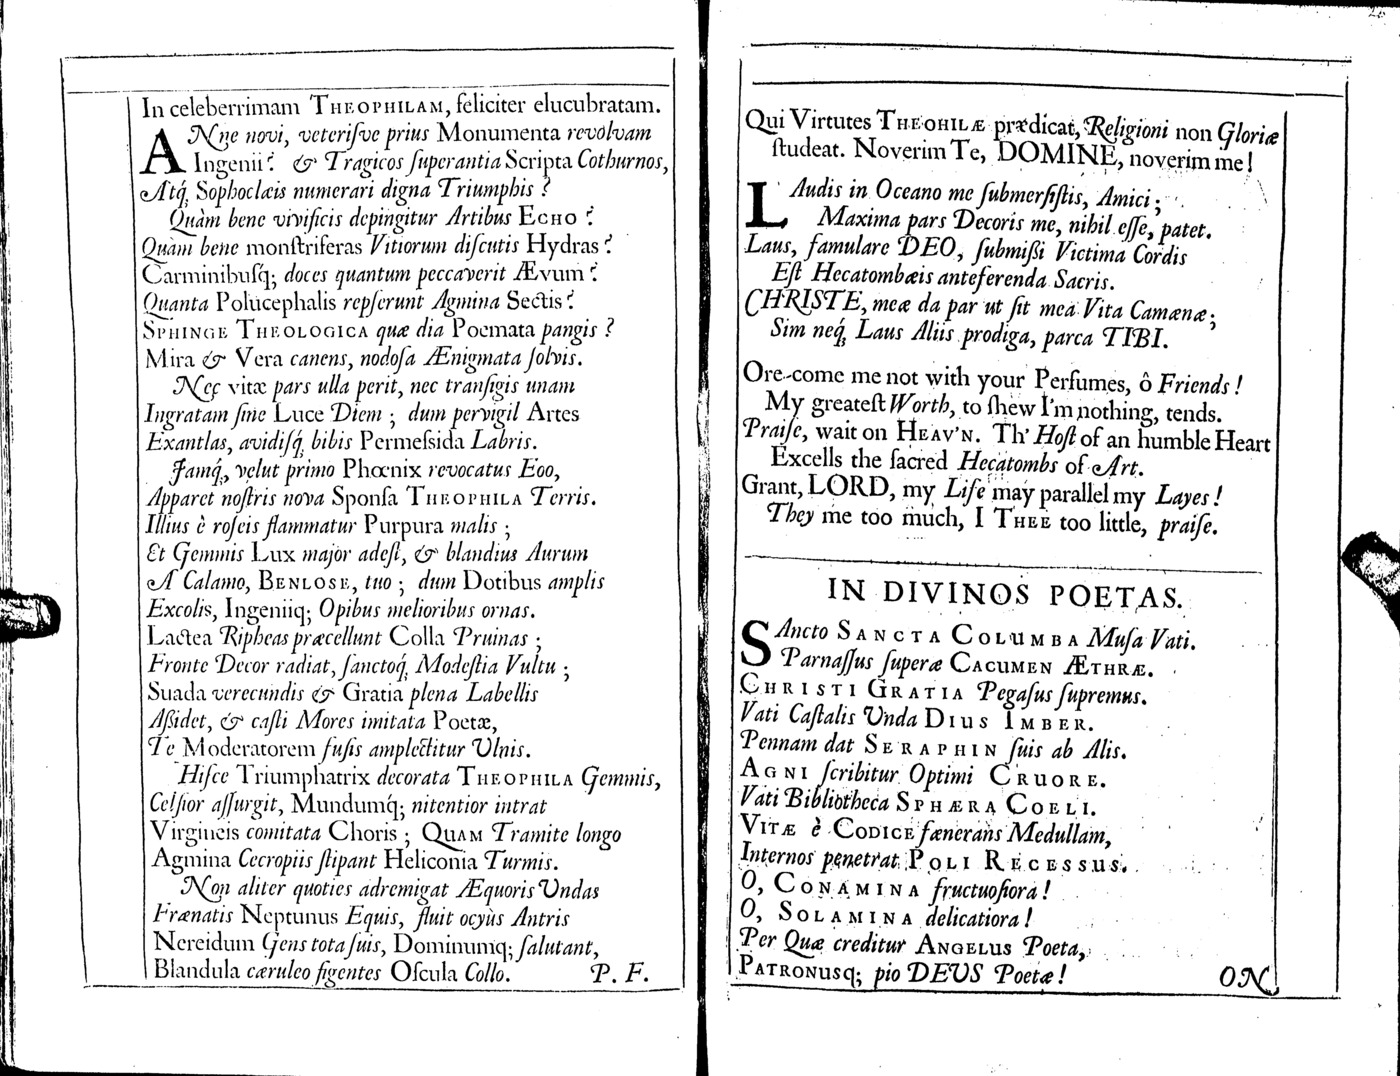 In celeberrimam THEOPHILAM, feliciter elucubratam.
ANne novi, veterisve prius Monumenta revolvam
Ingenii? & Tragicos superantia Scripta Cothurnos,
Atq́, Sophoclæis numerari digna Triumphis?
Quàm bene vivificis depingitur Artibus ECHO?
Quàm bene monstriferas Vitiorum discutis Hydras?
Carminibusq; doces quantum peccaverit Ævum?
Quanta Polucephalis repserunt Agmina Sectis?
SPHINGE THEOLOGICA quæ dia Poemata pangis?
Mira & Vera canens, nodosa Ænigmata solvis.
Nec vitæ pars ulla perit, nec transigis unam
Ingratam sine Luce Diem; dum pervigil Artes
Exantlas, avidisq́, bibis Permessida Labris.
Jamq́,, velut primo Phœnix revocatus Eoo,
Apparet nostris nova Sponsa THEOPHILA Terris.
Illius è roseis flammatur Purpura malis;
Et Gemmis Lux major adest, & blandius Aurum
A Calamo, BENLOSE, tuo; dum Dotibus amplis
Excolis, Ingeniiq; Opibus melioribus ornas.
Lactea Ripheas præcellunt Colla Pruinas;
Fronte Decor radiat, sanctoq́, Modestia Vultu;
Suada verecundis & Gratia plena Labellis
Assidet, & casti Mores imitata Poetæ,
Te Moderatorem fusis amplectitur Ulnis.
Hisce Triumphatrix decorata THEOPHILA Gemmis,
Celsior assurgit, Mundumq́; nitentior intrat
Virgineis comitata Choris; QUAM Tramite longo
Agmina Cecropiis stipant Heliconia Turmis.
Non aliter quoties adremigat Æquoris Undas
Frænatis Neptunus Equis, fluit ocyùs Antris
Nereidum Gens tota suis, Dominumq; salutant,
Blandula cæruleo figentes Oscula Collo. P. F.
20
Qui Virtutes THEOHILÆ prædicat, Religioni non Gloriæ
studeat. Noverim Te, DOMINE, noverim me!
LAudis in Oceano me submersistis, Amici;
Maxima pars Decoris me, nihil esse, patet.
Laus, famulare DEO, submissi Victima Cordis
Est Hecatombæis anteferenda Sacris.
CHRISTE, meæ da par ut sit mea Vita Camænæ;
Sim neq́, Laus Aliis prodiga, parca TIBI.
Ore-come me not with your Perfumes, ô Friends!
My greatest Worth, to shew I'm nothing, tends.
Praise, wait on HEAV'N. Th' Host of an humble Heart
Excells the sacred Hecatombs of Art.
Grant, LORD, my Life may parallel my Layes!
They me too much, I THEE too little, praise.
IN DIVINOS POETAS.
SAncto SANCTA COLUMBA Musa Vati.
Parnassus superæ CACUMEN ÆTHRÆ.
CHRISTI GRATIA Pegasus supremus.
Vati Castalis Unda DIUS IMBER.
Pennam dat SERAPHIN suis ab Alis.
AGNI scribitur Optimi CRUORE.
Vati Bibliotheca SPHÆRA COELI.
VITÆ è CODICE fænerans Medullam,
Internos penetrat POLI RECESSUS.
O, CONAMINA fructuosiora!
O, SOLAMINA delicatiora!
Per Quæ creditur ANGELUS Poeta,
PATRONUSq; pio DEUS Poetæ! ON